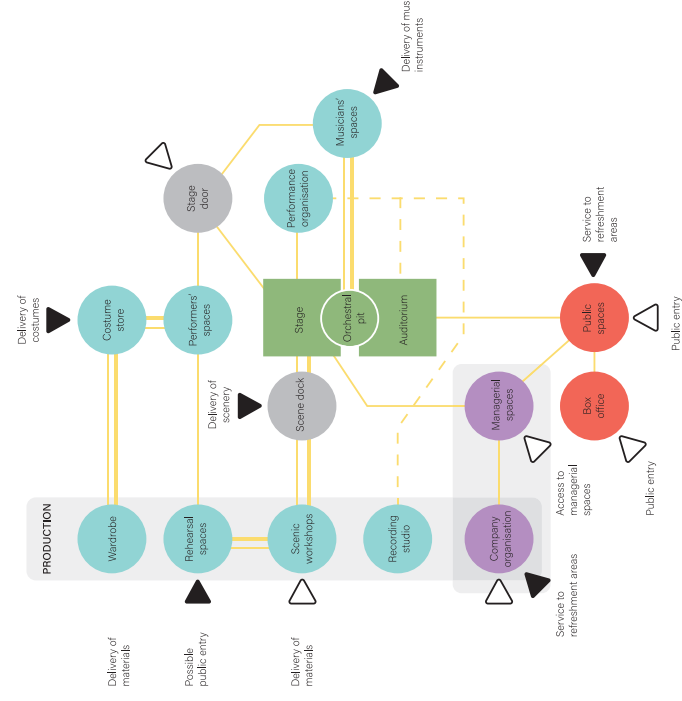 Delivery of mus
instruments
Musicians'
spaces
Stage
door
Performance
organisation
Service to
refreshment
areas
Delivery of
costumes
Costume
store
Performers'
spaces
Stage
Orchestral
pit
Auditorium
Public
spaces
Public entry
Delivery of
scenery
Scene dock
Managerial
spaces
Box
office
Access to
managerial
spaces
Public entry
PRODUCTION
Wardrobe
Rehearsal
spaces
Scenic
workshops
Recording
studio
Company
organisation
Service to
refreshment areas
Delivery of
materials
Possible
public entry
Delivery of
materials